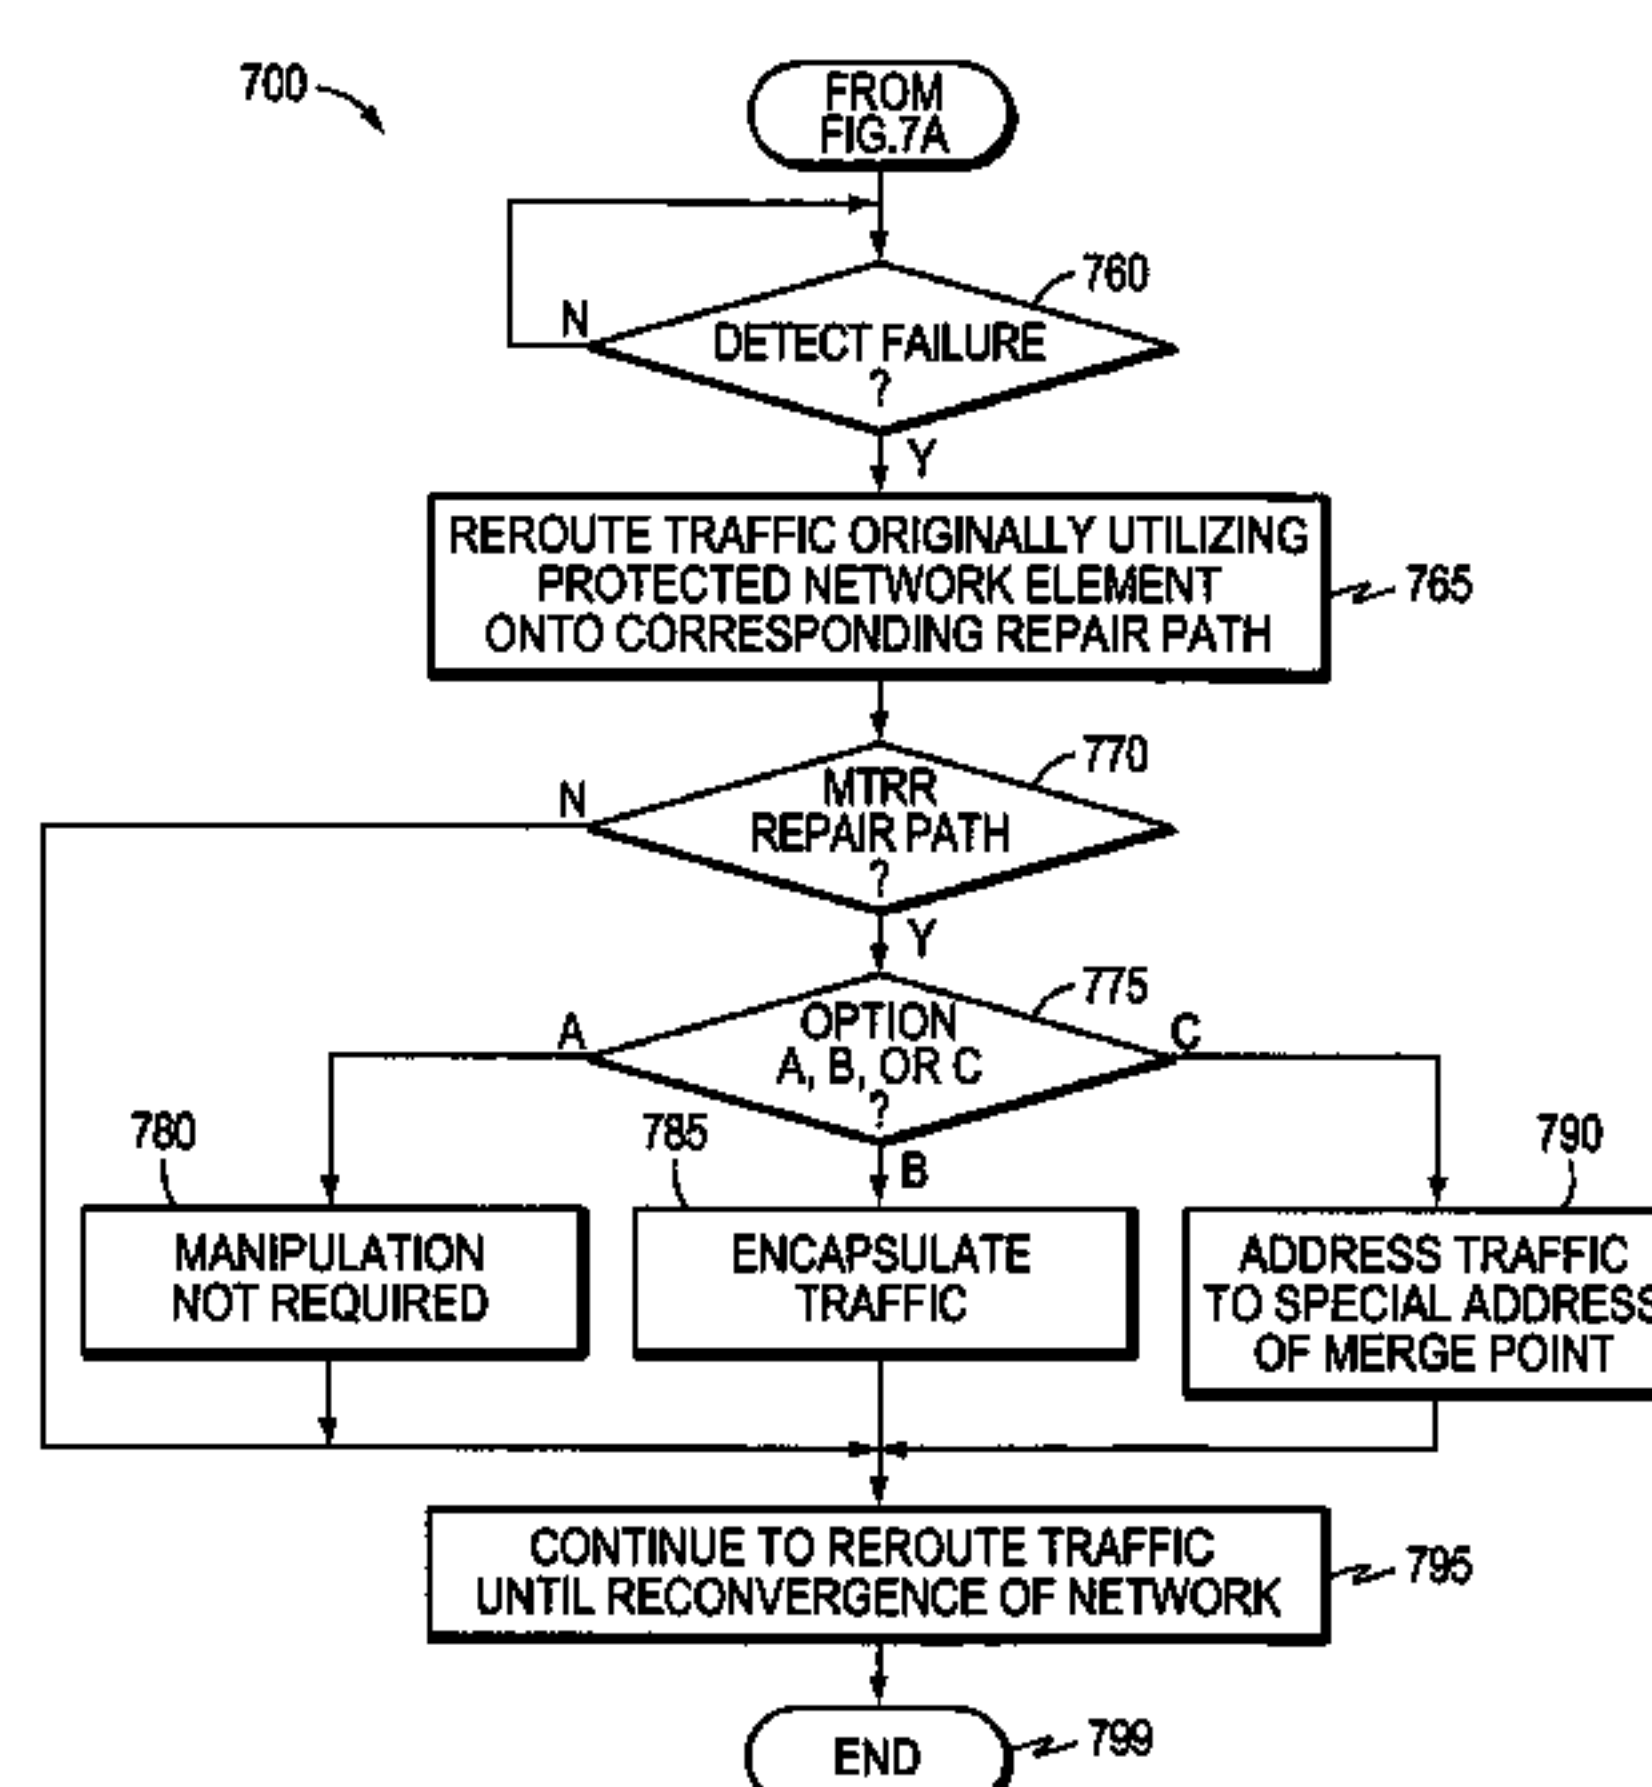 700
FROM
FIG.7A
760
N
DETECT FAILURE
?
Y
REROUTE TRAFFIC ORIGINALLY UTILIZING
PROTECTED NETWORK ELEMENT
ONTO CORRESPONDING REPAIR PATH
765
770
N
MTRR
REPAIR PATH
?
Y
775
A
OPTION
A, B, OR C
?
C
B
780
785
790
MANIPULATION
NOT REQUIRED
ENCAPSULATE
TRAFFIC
ADDRESS TRAFFIC
TO SPECIAL ADDRESS
OF MERGE POINT
CONTINUE TO REROUTE TRAFFIC
UNTIL RECONVERGENCE OF NETWORK
795
END
799